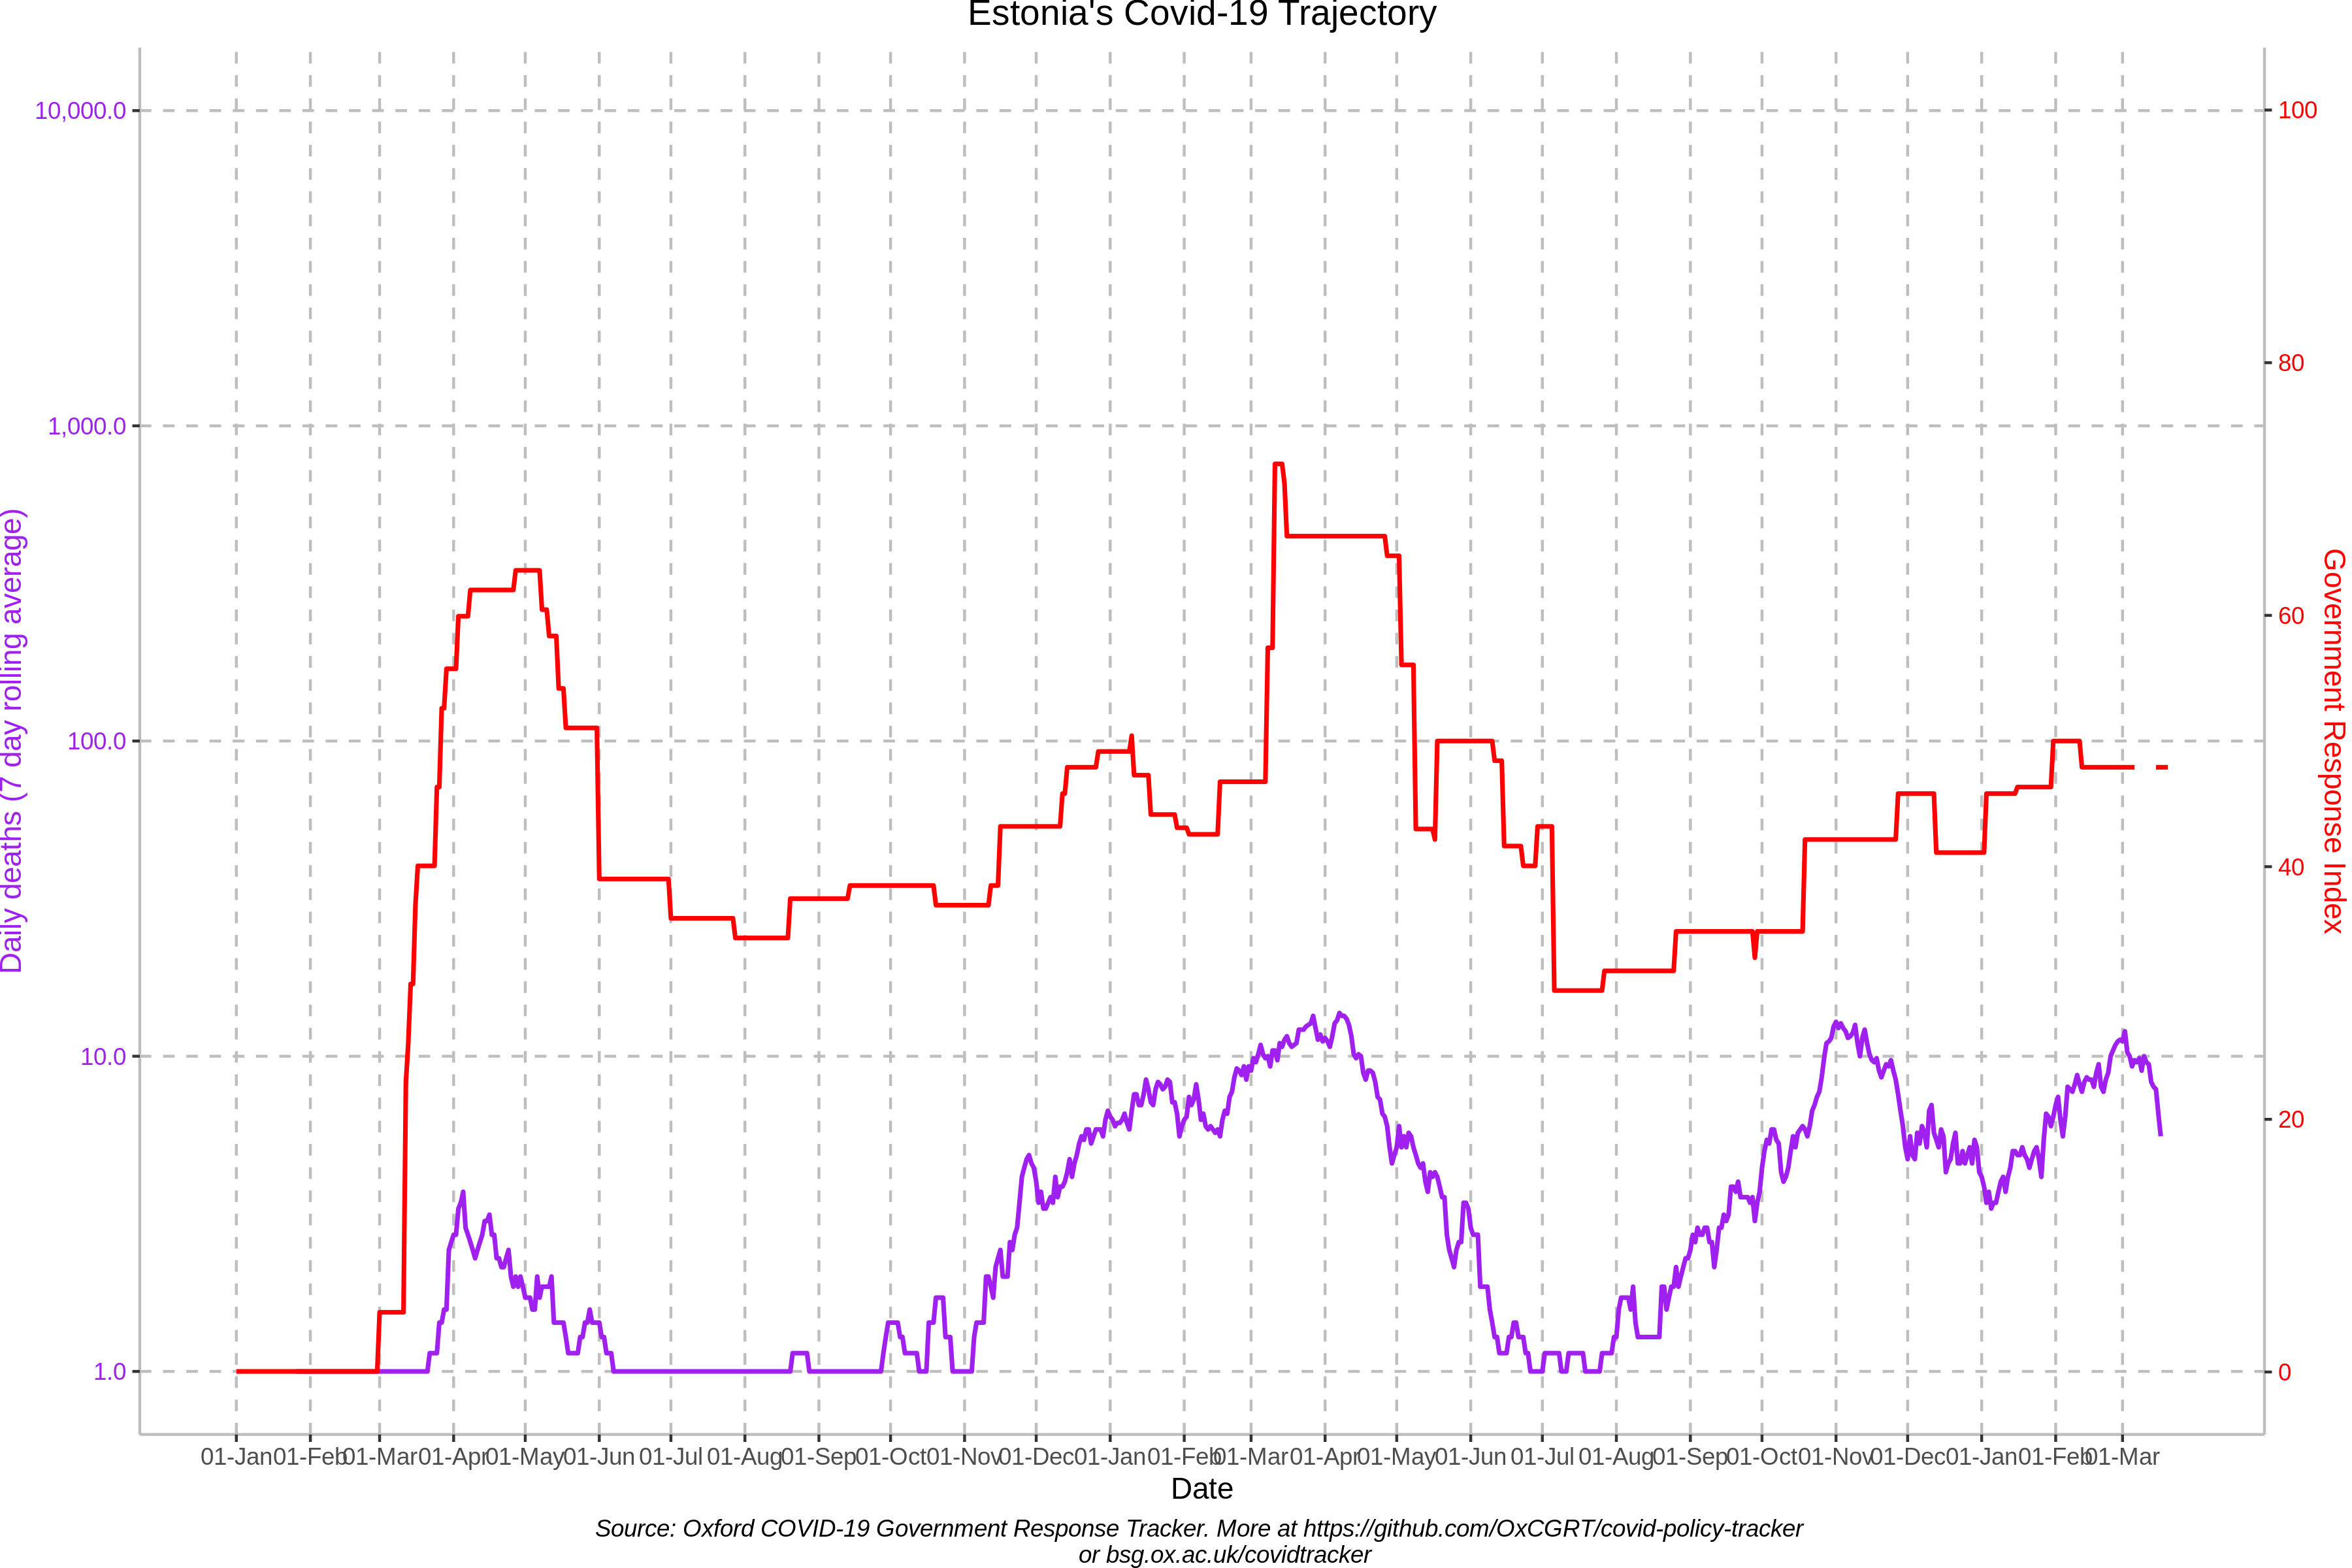 Estonia's Covid-19 Trajectory
10,000.0
1,000.0
100.0
10.0
1.0
Daily deaths (7 day rolling average)
100
80
60
40
20
0
Government Response Index
01-Jan 01-Feb 01-Mar 01-Apr 01-May 01-Jun 01-Jul 01-Aug 01-Sep 01-Oct 01-Nov 01-Dec 01-Jan 01-Feb 01-Mar 01-Apr 01-May 01-Jun 01-Jul 01-Aug 01-Sep 01-Oct 01-Nov 01-Dec 01-Jan 01-Feb 01-Mar
Date
Source: Oxford COVID-19 Government Response Tracker. More at https://github.com/OxCGRT/covid-policy-tracker
or bsg.ox.ac.uk/covidtracker